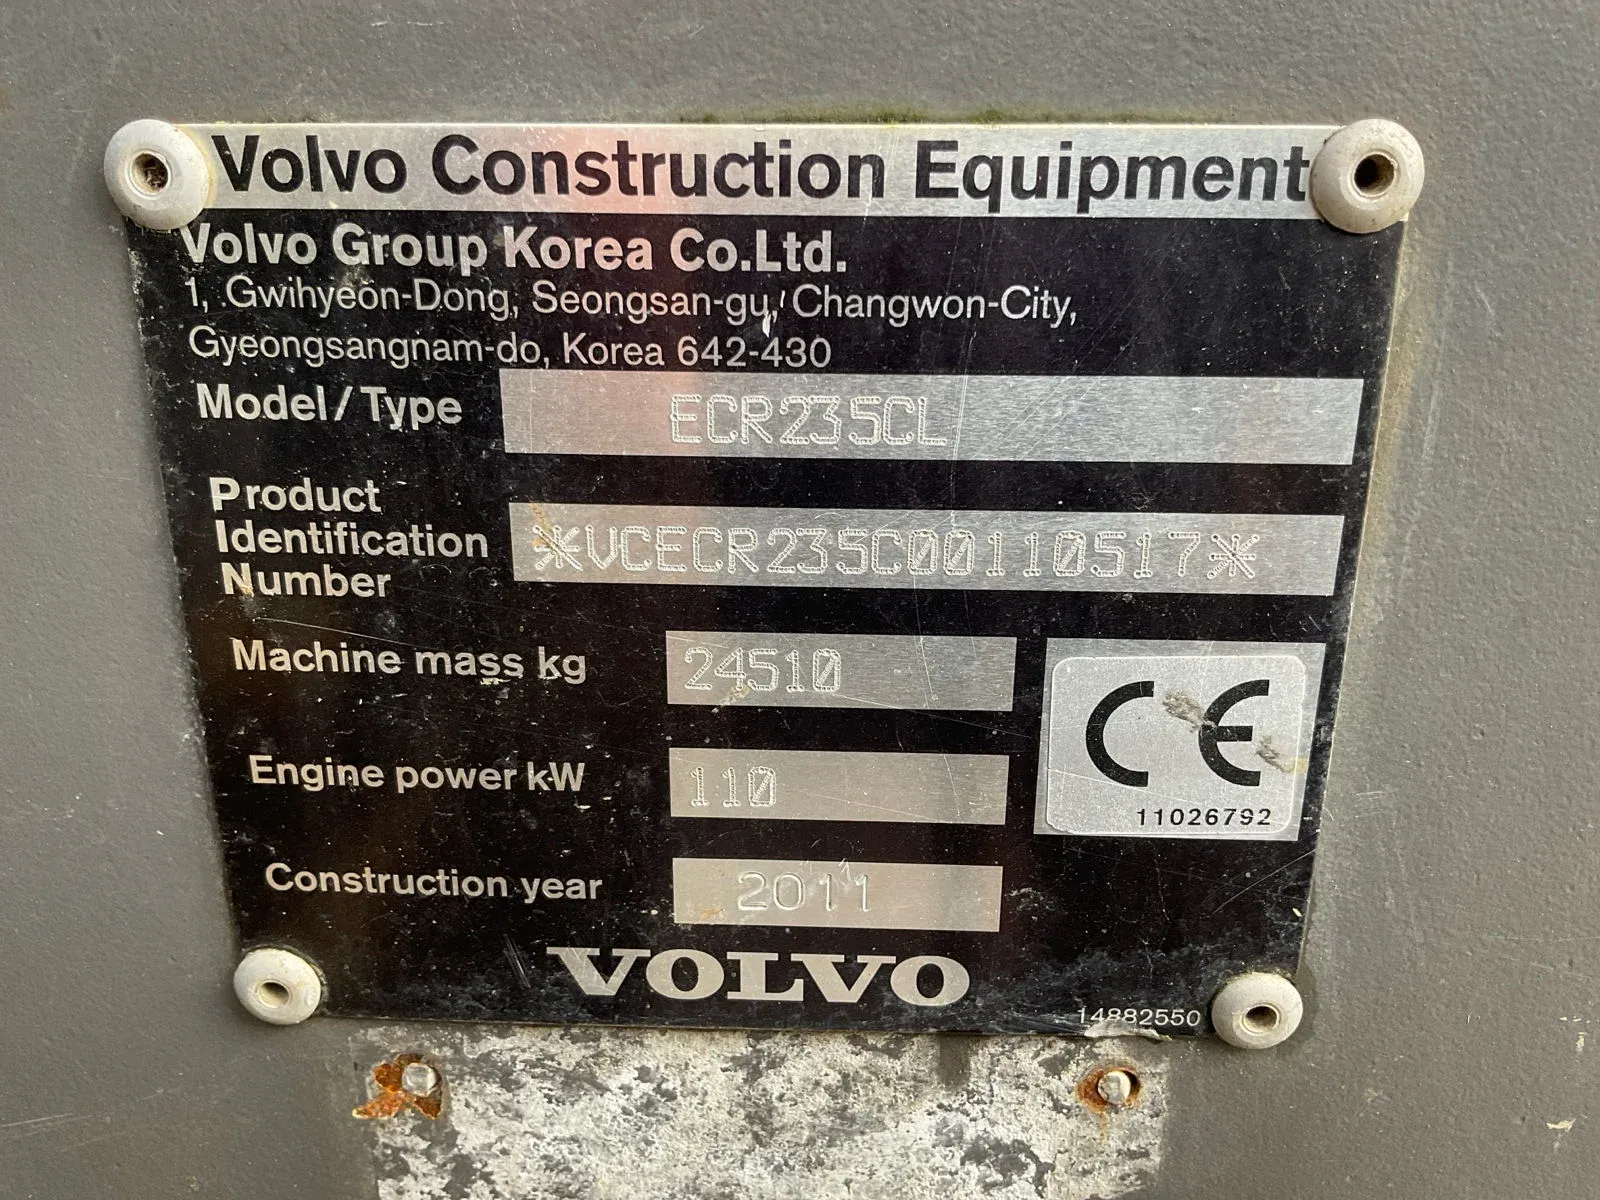 Volvo Construction Equipment
Volvo Group Korea Co.Ltd.
1, Gwihyeon-Dong, Seongsan-gu, Changwon-City,
Gyeongsangnam-do, Korea 642-430
Model/Type ECR235CL
Product
Identification
Number
*VCECR235C00110517*
Machine mass kg 24510
Engine power kW 110
CE
11026792
Construction year 2011
VOLVO
14882550